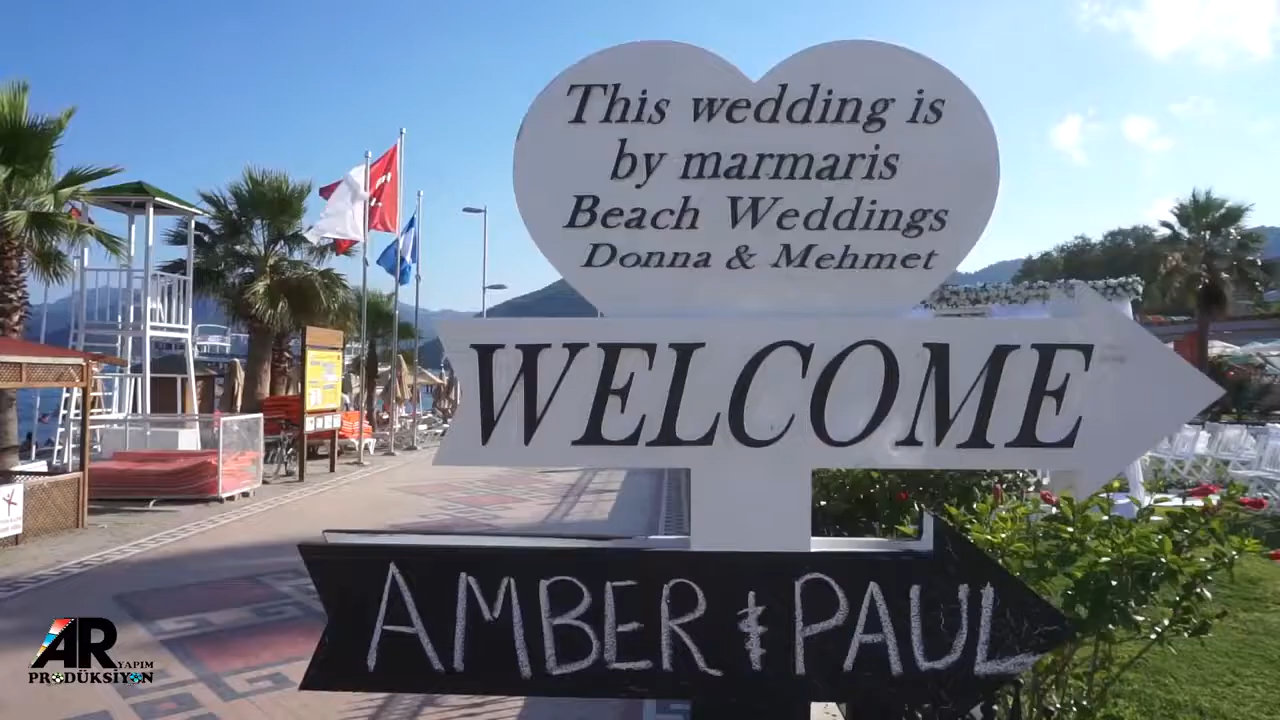 This wedding is
by marmaris
Beach Weddings
Donna & Mehmet
WELCOME
AMBER & PAUL
AR
YAPIM
PRODÜKSİYON